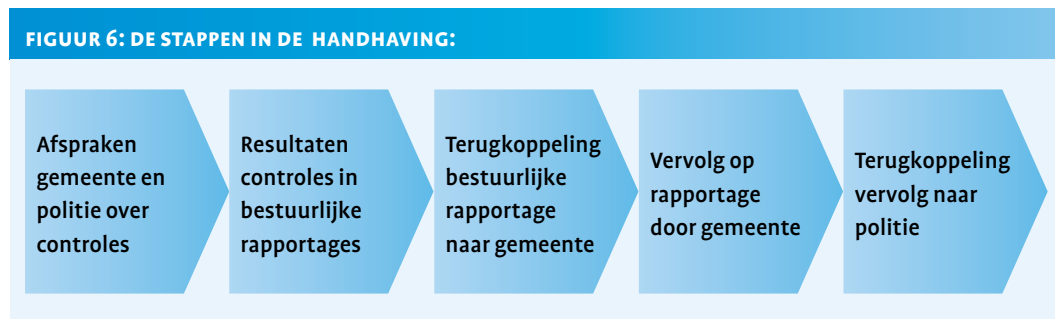 FIGUUR 6: DE STAPPEN IN DE HANDHAVING:
Afspraken
gemeente en
politie over
controles
Resultaten
controles in
bestuurlijke
rapportages
Terugkoppeling
bestuurlijke
rapportage
naar gemeente
Vervolg op
rapportage
door gemeente
Terugkoppeling
vervolg naar
politie